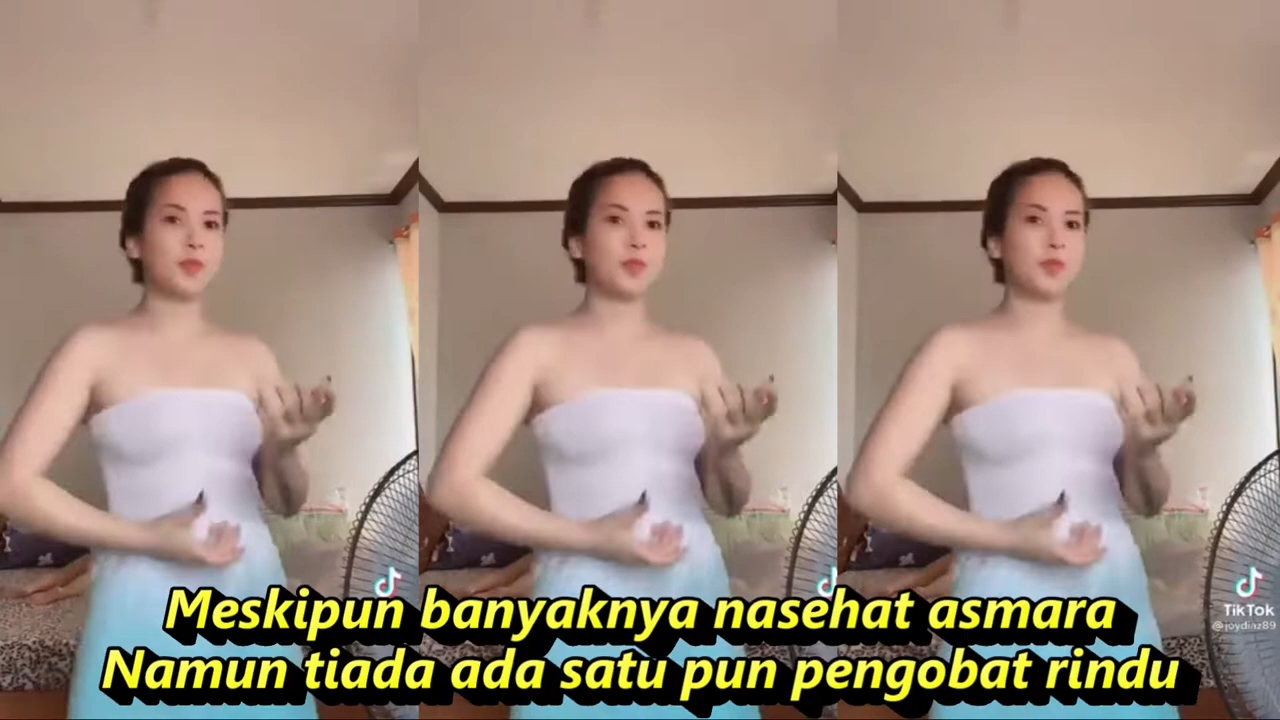 TikTok
@joydiaz89
Meskipun banyaknya nasehat asmara
Namun tiada ada satu pun pengobat rindu